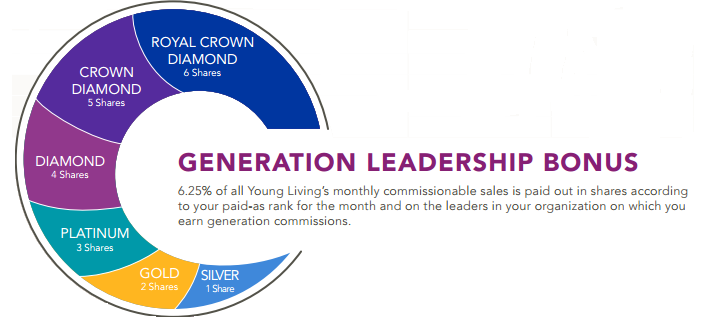 ROYAL CROWN
DIAMOND
6 Shares
CROWN
DIAMOND
5 Shares
DIAMOND
4 Shares
PLATINUM
3 Shares
GOLD
2 Shares
SILVER
1 Share
GENERATION LEADERSHIP BONUS
6.25% of all Young Living's monthly commissionable sales is paid out in shares according
to your paid-as rank for the month and on the leaders in your organization on which you
earn generation commissions.